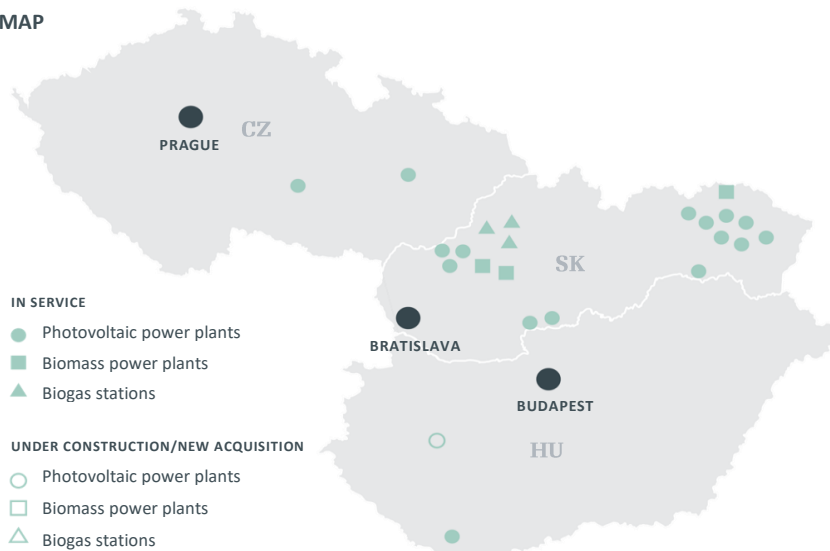 MAP
CZ
PRAGUE
SK
IN SERVICE
Photovoltaic power plants
BRATISLAVA
Biomass power plants
Biogas stations
BUDAPEST
UNDER CONSTRUCTION/NEW ACQUISITION
HU
Photovoltaic power plants
Biomass power plants
Biogas stations